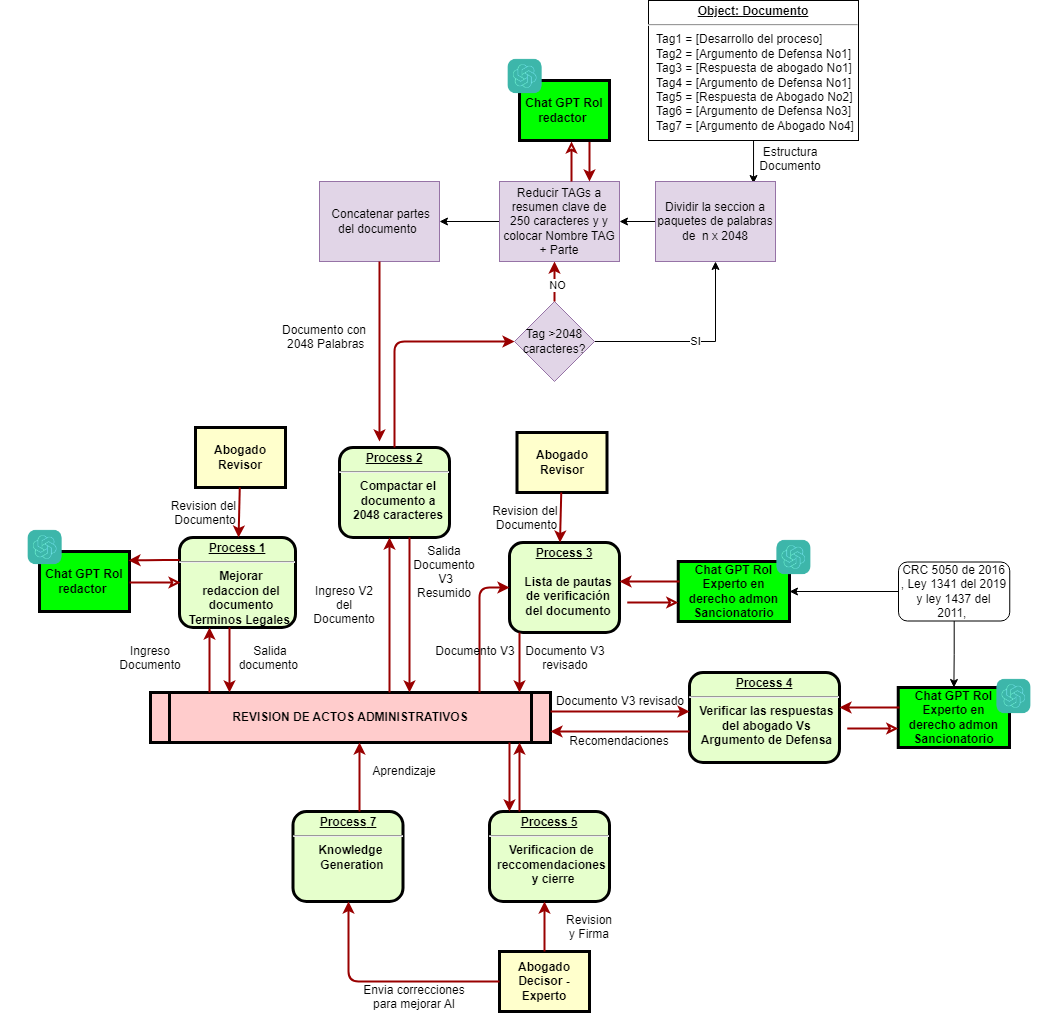 Object: Documento
Tag1 = [Desarrollo del proceso]
Tag2 = [Argumento de Defensa No1]
Tag3 = [Respuesta de abogado No1]
Tag4 = [Argumento de Defensa No1]
Tag5 = [Respuesta de Abogado No2]
Tag6 = [Argumento de Defensa No3]
Tag7 = [Argumento de Abogado No4]
Estructura
Documento
Chat GPT Rol
redactor
Concatenar partes
del documento
Reducir TAGs a
resumen clave de
250 caracteres y y
colocar Nombre TAG
+ Parte
Dividir la seccion a
paquetes de palabras
de n x 2048
NO
Documento con
2048 Palabras
Tag >2048
caracteres?
SI
Abogado
Revisor
Revision del
Documento
Process 2
Compactar el
documento a
2048 caracteres
Abogado
Revisor
Revision del
Documento
Chat GPT Rol
redactor
Process 1
Mejorar
redaccion del
documento
Terminos Legales
Ingreso V2
del
Documento
Salida
Documento
V3
Resumido
Process 3
Lista de pautas
de verificación
del documento
Chat GPT Rol
Experto en
derecho admon
Sancionatorio
CRC 5050 de 2016
, Ley 1341 del 2019
y ley 1437 del
2011,
Ingreso
Documento
Salida
documento
Documento V3
Documento V3
revisado
REVISION DE ACTOS ADMINISTRATIVOS
Documento V3 revisado
Recomendaciones
Process 4
Verificar las respuestas
del abogado Vs
Argumento de Defensa
Chat GPT Rol
Experto en
derecho admon
Sancionatorio
Aprendizaje
Process 7
Knowledge
Generation
Process 5
Verificacion de
reccomendaciones
y cierre
Revision
y Firma
Abogado
Decisor -
Experto
Envia correcciones
para mejorar AI